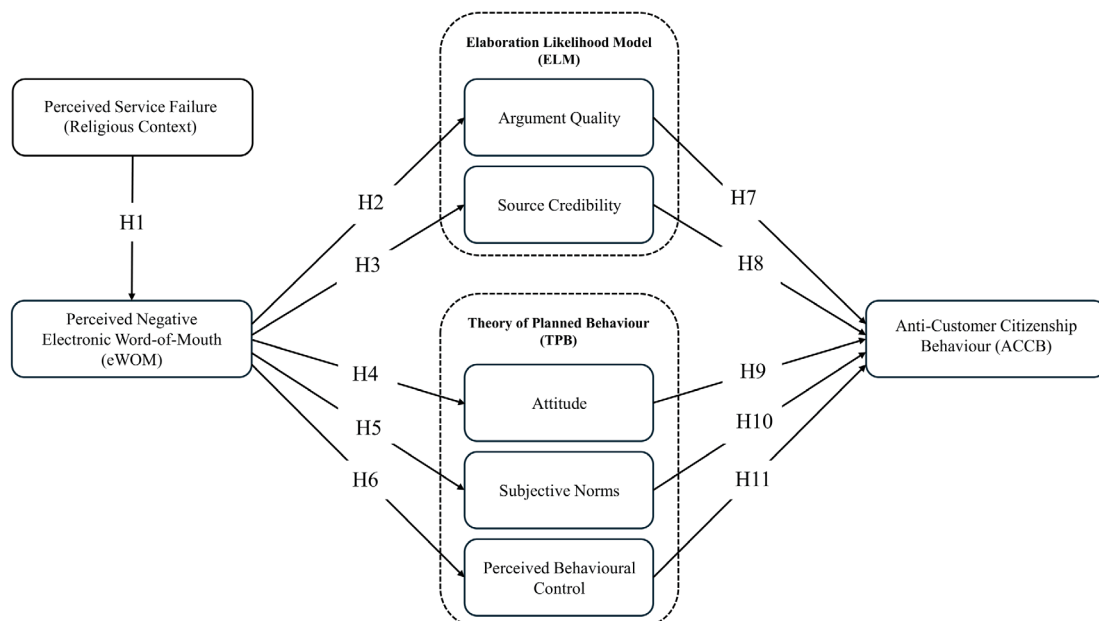 Elaboration Likelihood Model
(ELM)
Perceived Service Failure
(Religious Context)
Argument Quality
Source Credibility
H1
H2
H3
H7
H8
Perceived Negative
Electronic Word-of-Mouth
(eWOM)
Theory of Planned Behaviour
(TPB)
Anti-Customer Citizenship
Behaviour (ACCB)
H4
H5
H6
Attitude
Subjective Norms
Perceived Behavioural
Control
H9
H10
H11